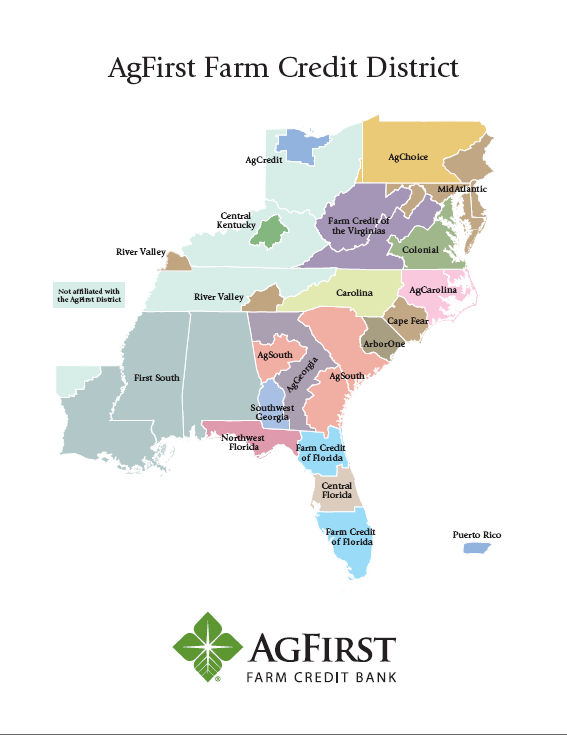 AgFirst Farm Credit District
AgChoice
AgCredit
MidAtlantic
Central
Kentucky
Farm Credit of
the Virginias
Colonial
River Valley
Not affiliated with
the AgFirst District
River Valley
Carolina
AgCarolina
Cape Fear
ArborOne
AgSouth
AgGeorgia
AgSouth
First South
Southwest
Georgia
Northwest
Florida
Farm Credit
of Florida
Central
Florida
Farm Credit
of Florida
Puerto Rico
AGFIRST
FARM CREDIT BANK
®